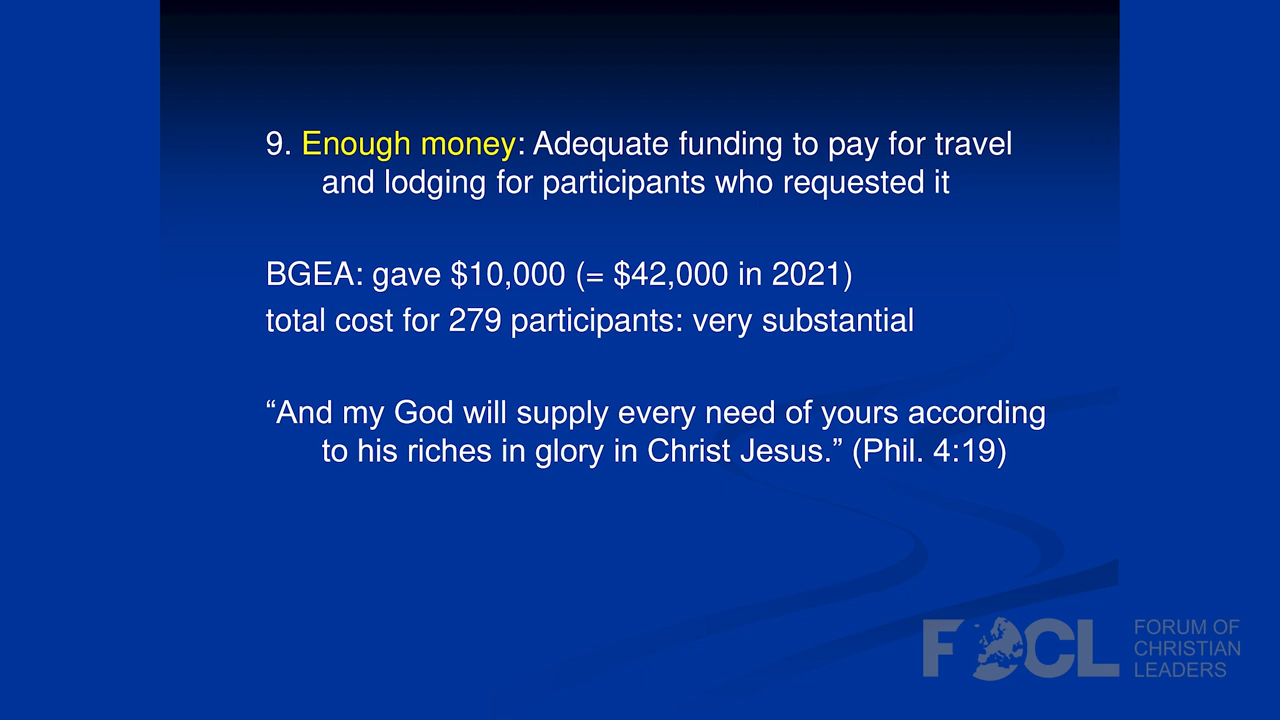 9. Enough money: Adequate funding to pay for travel
and lodging for participants who requested it
BGEA: gave $10,000 (= $42,000 in 2021)
total cost for 279 participants: very substantial
“And my God will supply every need of yours according
to his riches in glory in Christ Jesus.” (Phil. 4:19)
FOCL
FORUM OF
CHRISTIAN
LEADERS